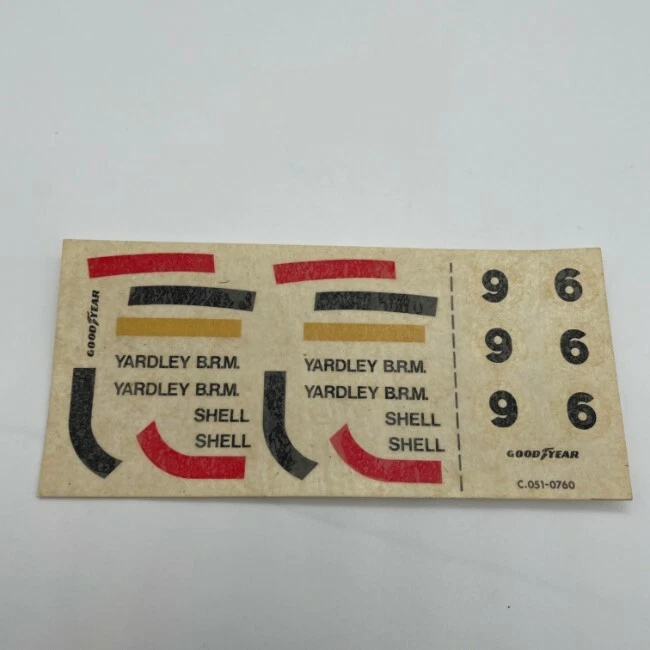 GOODYEAR
YARDLEY B.R.M.
YARDLEY B.R.M.
SHELL
SHELL
YARDLEY B.R.M.
YARDLEY B.R.M.
SHELL
SHELL
9 6
9 6
9 6
GOODYEAR
C.051-0760